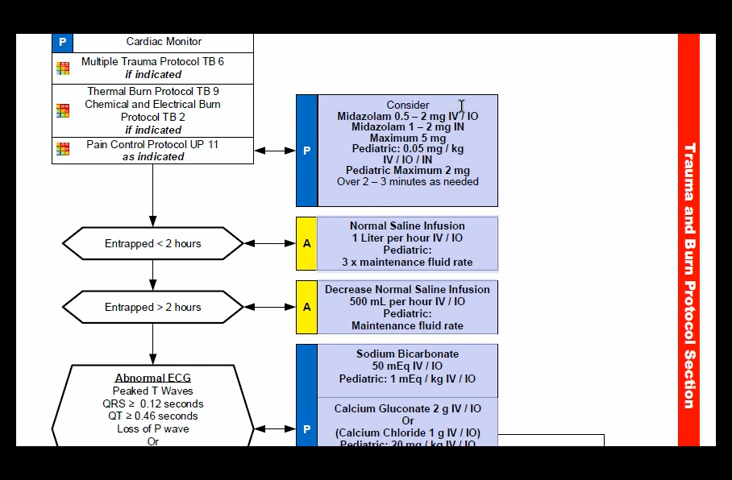 P
Cardiac Monitor
Multiple Trauma Protocol TB 6
if indicated
Thermal Burn Protocol TB 9
Chemical and Electrical Burn
Protocol TB 2
if indicated
Pain Control Protocol UP 11
as indicated
P
Consider
Midazolam 0.5 – 2 mg IV / IO
Midazolam 1 – 2 mg IN
Maximum 5 mg
Pediatric: 0.05 mg / kg
IV / IO / IN
Pediatric Maximum 2 mg
Over 2 – 3 minutes as needed
Entrapped < 2 hours
A
Normal Saline Infusion
1 Liter per hour IV / IO
Pediatric:
3 x maintenance fluid rate
Entrapped > 2 hours
A
Decrease Normal Saline Infusion
500 mL per hour IV / IO
Pediatric:
Maintenance fluid rate
Abnormal ECG
Peaked T Waves
QRS ≥ 0.12 seconds
QT ≥ 0.46 seconds
Loss of P wave
Or
P
Sodium Bicarbonate
50 mEq IV / IO
Pediatric: 1 mEq / kg IV / IO
Calcium Gluconate 2 g IV / IO
Or
(Calcium Chloride 1 g IV / IO)
Pediatric: 20 mg / kg IV / IO
Trauma and Burn Protocol Section